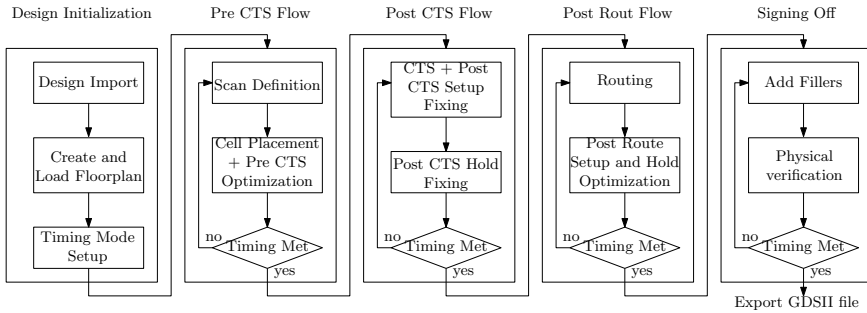 Design Initialization
Design Import
Create and
Load Floorplan
Timing Mode
Setup
Pre CTS Flow
Scan Definition
Cell Placement
+ Pre CTS
Optimization
no
Timing Met
yes
Post CTS Flow
CTS + Post
CTS Setup
Fixing
Post CTS Hold
Fixing
no
Timing Met
yes
Post Rout Flow
Routing
Post Route
Setup and Hold
Optimization
no
Timing Met
yes
Signing Off
Add Fillers
Physical
verification
no
Timing Met
yes
Export GDSII file